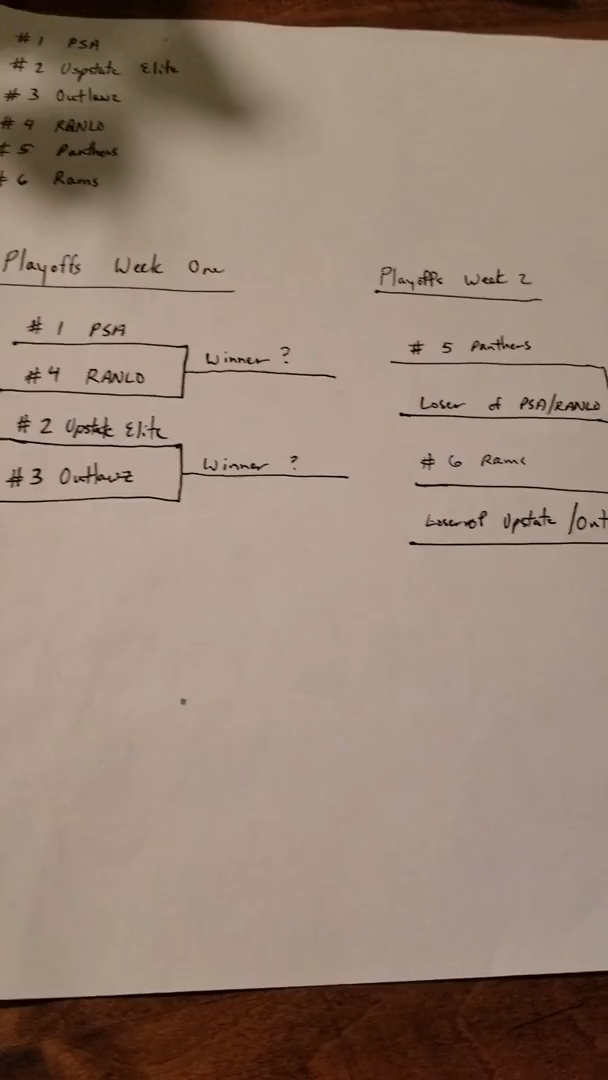 # 1 PSA
# 2 Uspstate Elite
# 3 Outlawz
# 4 RANLO
# 5 Panthers
# 6 Rams
Playoffs Week One
# 1 PSA
Winner ?
# 4 RANLO
# 2 Upstate Elite
Winner ?
# 3 Outlawz
Playoffs Week 2
# 5 Panthers
Loser of PSA/RANLO
# 6 Rams
Loser of Upstate /Out